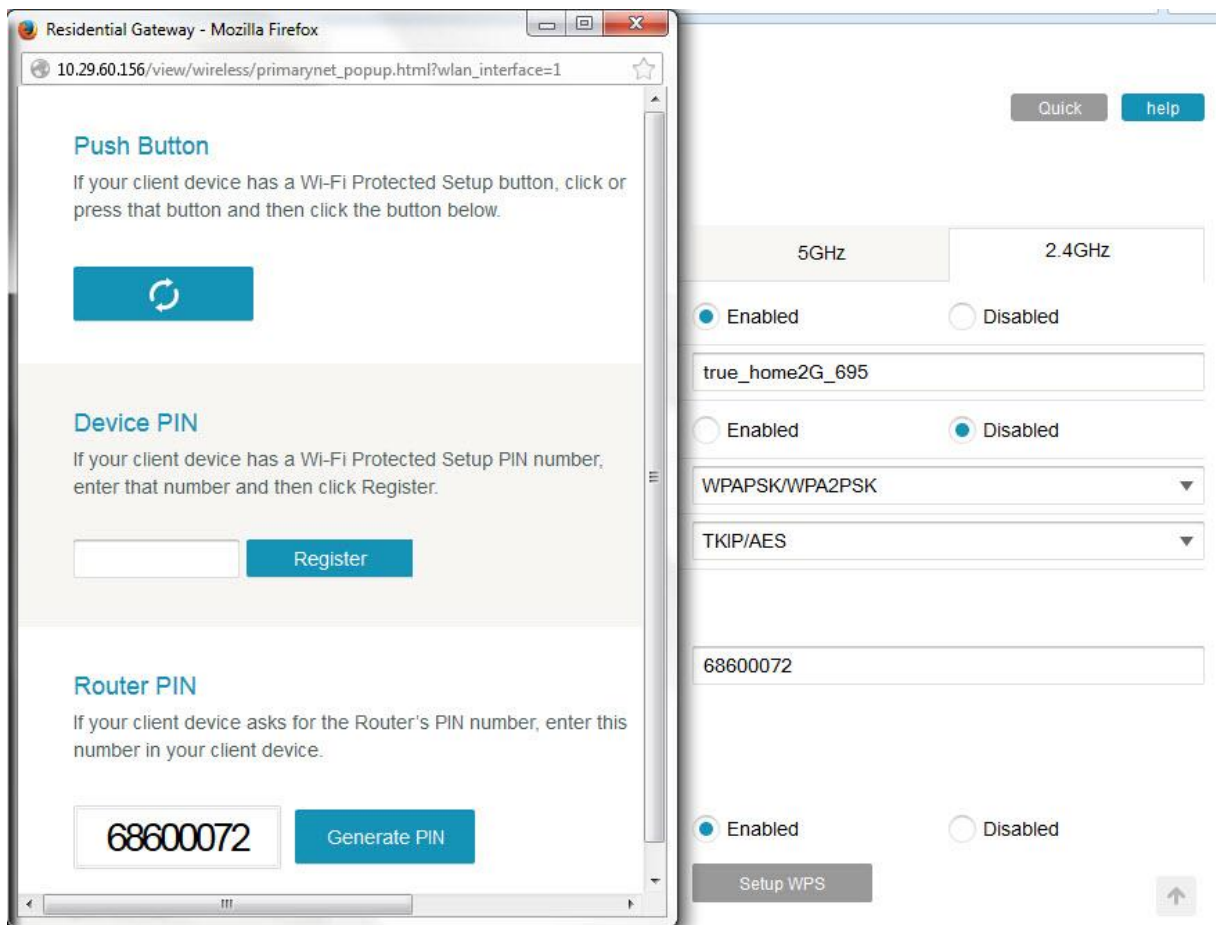 Residential Gateway - Mozilla Firefox
10.29.60.156/view/wireless/primarynet_popup.html?wlan_interface=1
Push Button
If your client device has a Wi-Fi Protected Setup button, click or
press that button and then click the button below.
Device PIN
If your client device has a Wi-Fi Protected Setup PIN number,
enter that number and then click Register.
Register
Router PIN
If your client device asks for the Router's PIN number, enter this
number in your client device.
68600072
Generate PIN
Quick
help
5GHz
2.4GHz
Enabled
Disabled
true_home2G_695
Enabled
Disabled
WPAPSK/WPA2PSK
TKIP/AES
68600072
Enabled
Disabled
Setup WPS